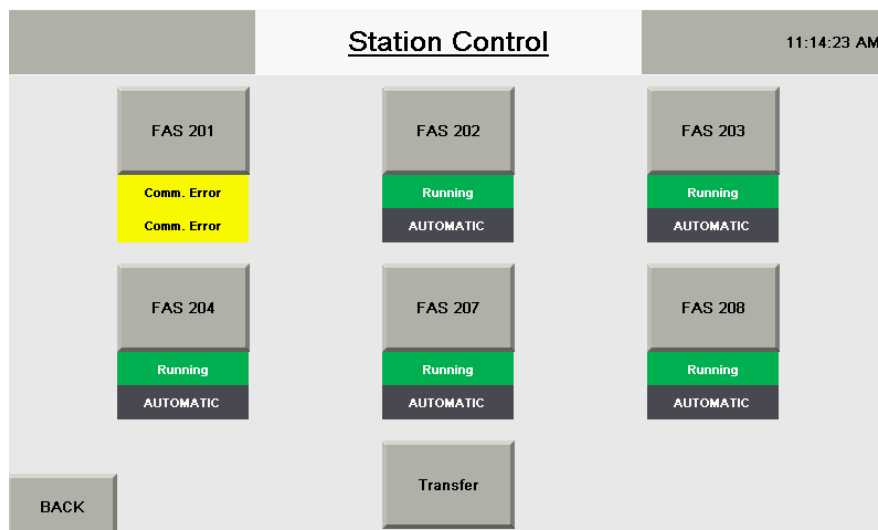 Station Control
11:14:23 AM
FAS 201
FAS 202
FAS 203
Comm. Error
Running
Running
Comm. Error
AUTOMATIC
AUTOMATIC
FAS 204
FAS 207
FAS 208
Running
Running
Running
AUTOMATIC
AUTOMATIC
AUTOMATIC
Transfer
BACK